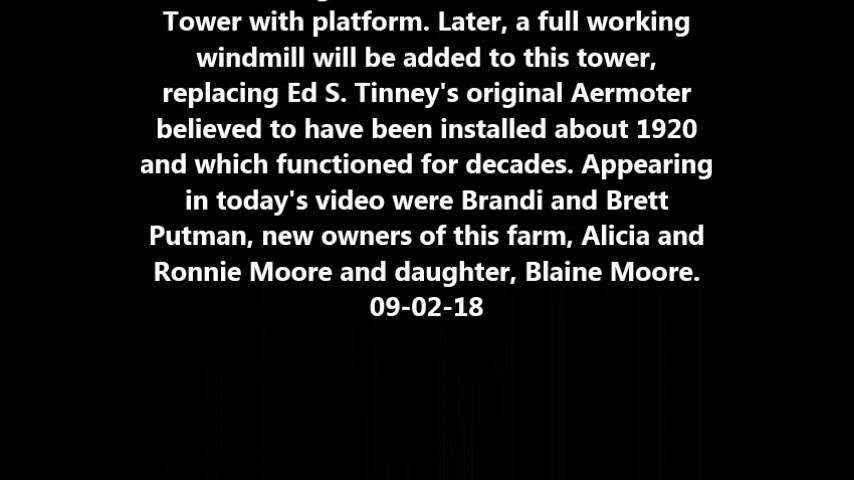 Tower with platform. Later, a full working
windmill will be added to this tower,
replacing Ed S. Tinney's original Aermoter
believed to have been installed about 1920
and which functioned for decades. Appearing
in today's video were Brandi and Brett
Putman, new owners of this farm, Alicia and
Ronnie Moore and daughter, Blaine Moore.
09-02-18